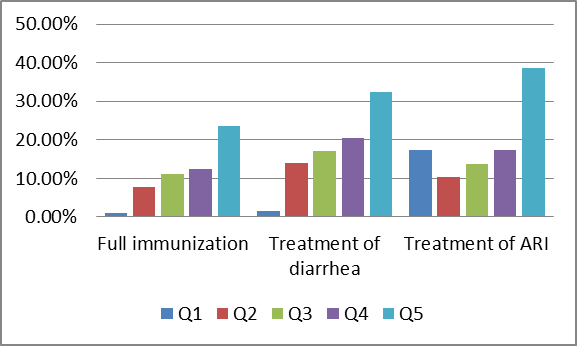 50.00%
40.00%
30.00%
20.00%
10.00%
0.00%
Full immunization Treatment of Treatment of ARI
diarrhea
Q1 Q2 Q3 Q4 Q5